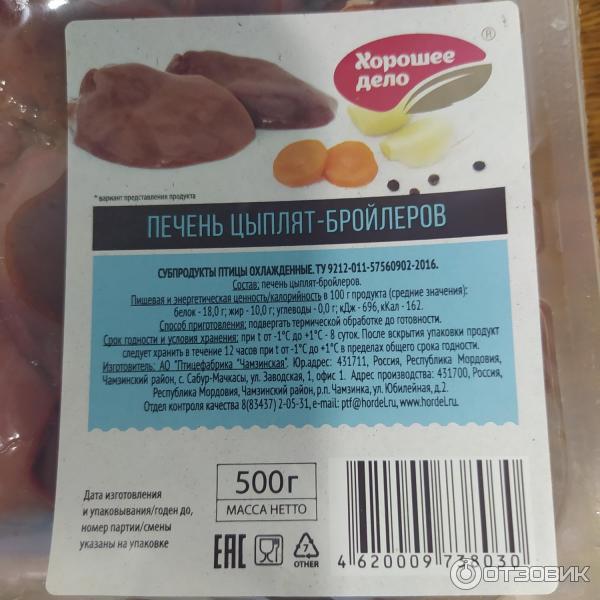 Хорошее
дело
®
* вариант представления продукта
ПЕЧЕНЬ ЦЫПЛЯТ-БРОЙЛЕРОВ
СУБПРОДУКТЫ ПТИЦЫ ОХЛАЖДЕННЫЕ. ТУ 9212-011-57560902-2016.
Состав: печень цыплят-бройлеров.
Пищевая и энергетическая ценность/калорийность в 100 г продукта (средние значения):
белок - 18,0 г; жир - 10,0 г; углеводы - 0,0 г; кДж - 696, кКал - 162.
Способ приготовления: подвергать термической обработке до готовности.
Срок годности и условия хранения: при t от -1°С до +1°С - 8 суток. После вскрытия упаковки продукт
следует хранить в течение 12 часов при t от -1°С до +1°С в пределах общего срока годности.
Изготовитель: АО "Птицефабрика "Чамзинская". Юр.адрес: 431711, Россия, Республика Мордовия,
Чамзинский район, с. Сабур-Мачкасы, ул. Заводская, 1, офис 1. Адрес производства: 431700, Россия,
Республика Мордовия, Чамзинский район, р.п. Чамзинка, ул. Юбилейная, д.2.
Отдел контроля качества 8(83437) 2-05-31, e-mail: ptf@hordel.ru, www.hordel.ru.
Дата изготовления
и упаковывания/годен до,
номер партии/смены
указаны на упаковке
500 г
МАССА НЕТТО
ЕАС
7
OTHER
4 620009 738030
ОТЗОВИК